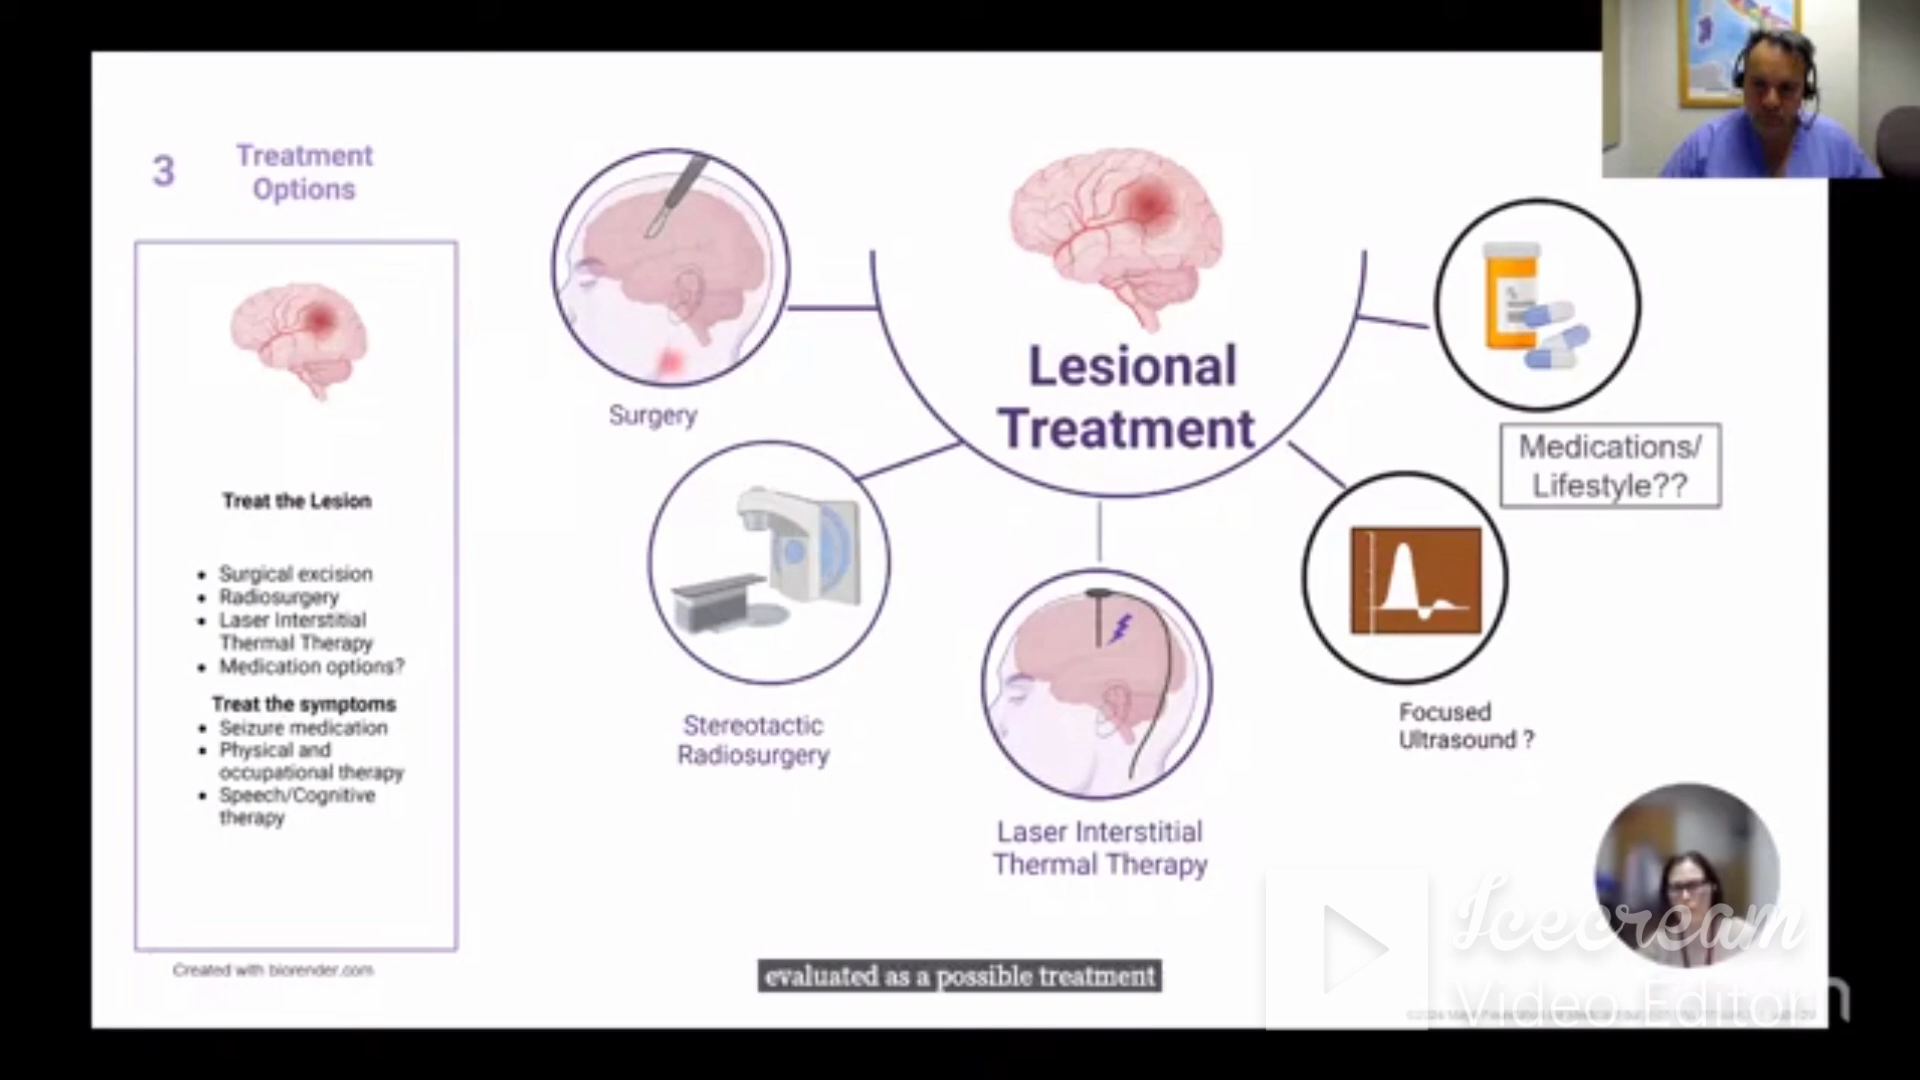 3
Treatment
Options
Treat the Lesion
• Surgical excision
• Radiosurgery
• Laser Interstitial
Thermal Therapy
• Medication options?
Treat the symptoms
• Seizure medication
• Physical and
occupational therapy
• Speech/Cognitive
therapy
Created with biorender.com
Surgery
Stereotactic
Radiosurgery
Lesional
Treatment
Laser Interstitial
Thermal Therapy
Medications/
Lifestyle??
Focused
Ultrasound ?
evaluated as a possible treatment
Icecream
Video Editor